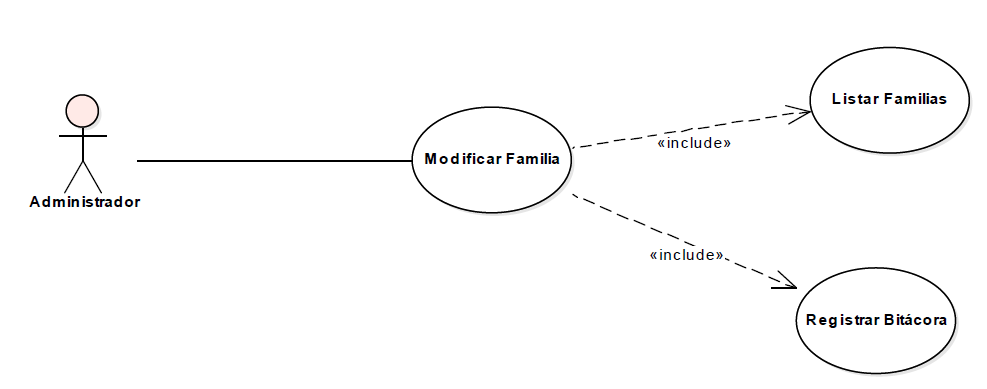 Listar Familias
«include»
Modificar Familia
Administrador
«include»
Registrar Bitácora